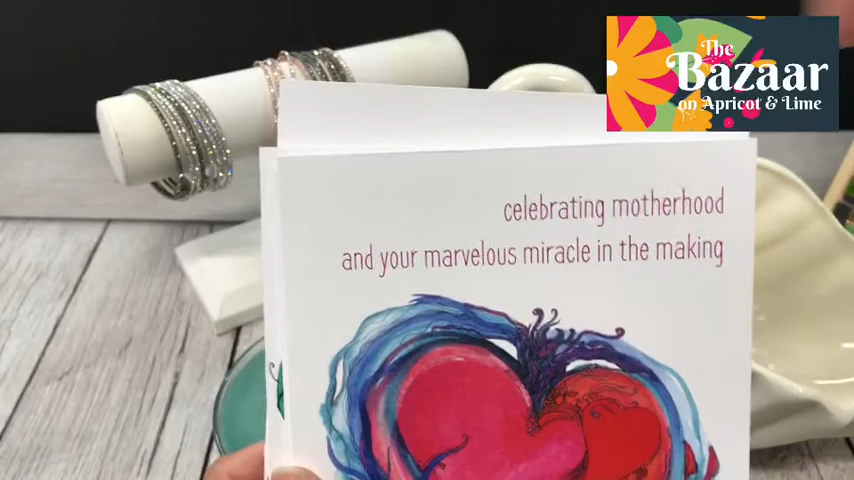 The
Bazaar
on Apricot & Lime
celebrating motherhood
and your marvelous miracle in the making